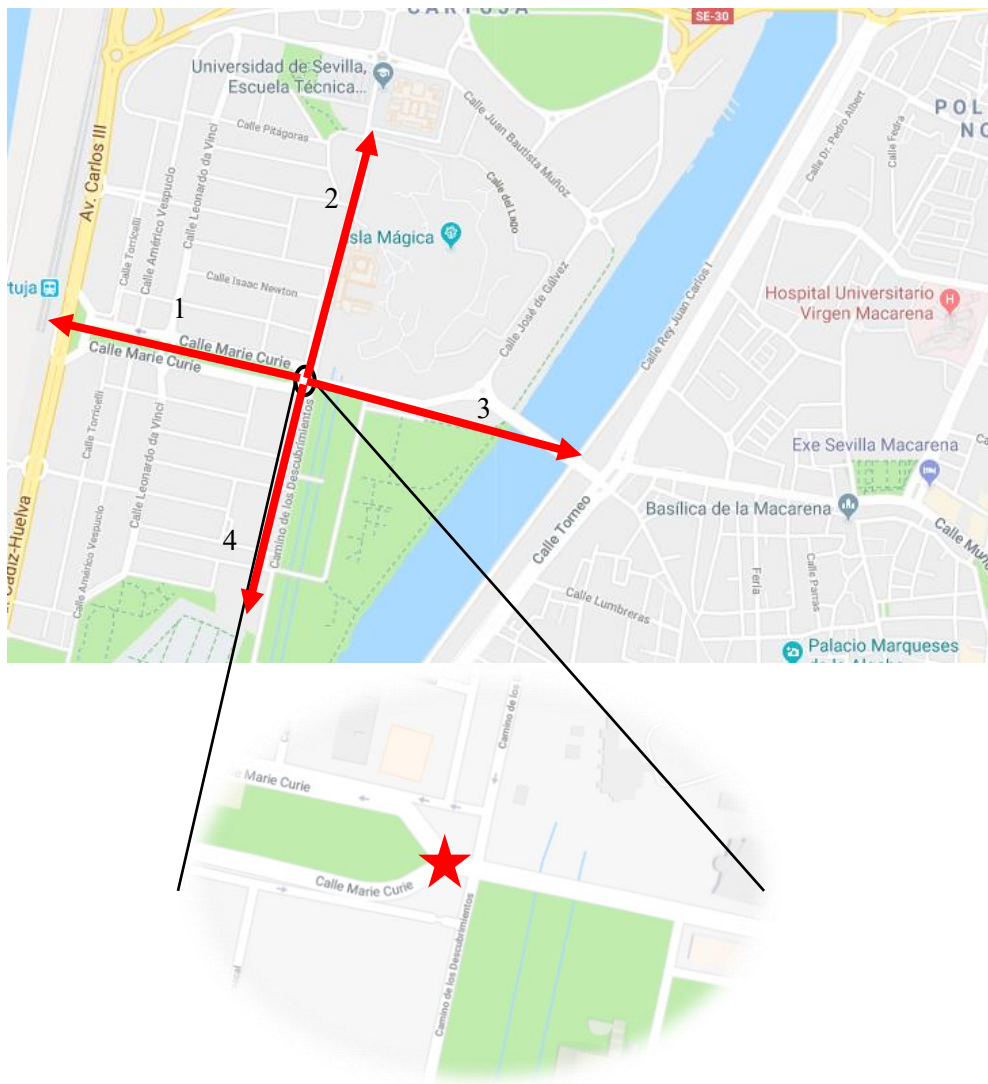 SE-30
Universidad de Sevilla,
Escuela Técnica...
POL
NO
Calle Pitágoras
Calle Juan Bautista Muñoz
Calle Dr. Pedro Albert
Calle Fedra
Av. Carlos III
Calle Leonardo da Vinci
Calle Américo Vespucio
Calle Torricelli
2
Calle del Lago
Isla Mágica
Calle Isaac Newton
Calle José de Gálvez
Calle Rey Juan Carlos I
Hospital Universitario
Virgen Macarena
tuja
1
Calle Marie Curie
Calle Marie Curie
3
Calle Torricelli
Calle Leonardo da Vinci
Camino de los Descubrimientos
Exe Sevilla Macarena
Basílica de la Macarena
Calle Torneo
4
Calle Américo Vespucio
Cádiz-Huelva
Feria
Calle Parras
Calle Lumbreras
Calle Muñ
Palacio Marqueses
Camino de los D
Marie Curie
Calle Marie Curie
Camino de los Descubrimientos